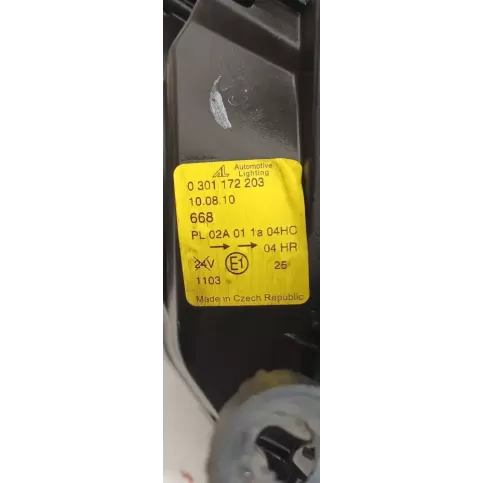 AL Automotive Lighting
0 301 172 203
10.08.10
668
PL 02A 01 1a 04HC
→ → 04 HR
24V E1 25
1103
Made in Czech Republic